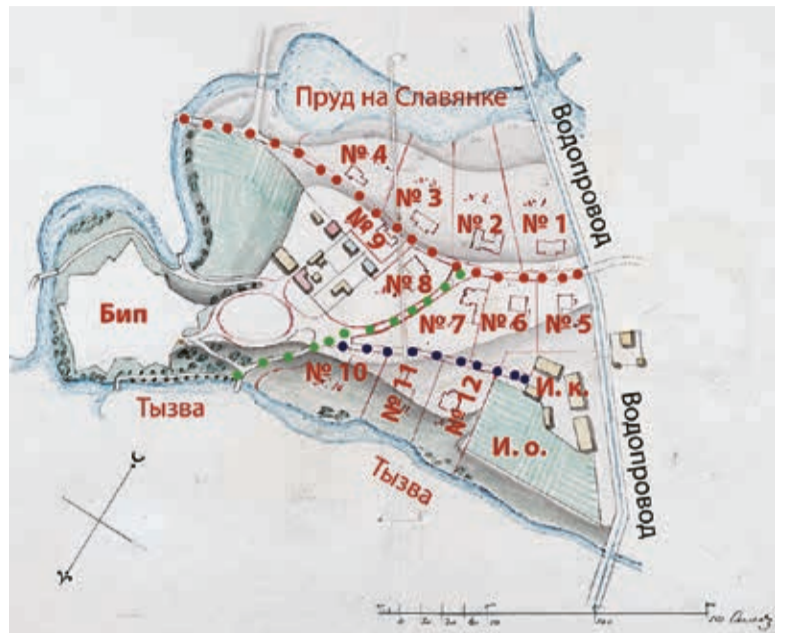 Пруд на Славянке
Водопровод
№ 4
№ 3
№ 2
№ 1
№ 9
№ 8
Бип
№ 7
№ 6
№ 5
№ 10
№ 11
№ 12
И. к.
Тызва
И. о.
Тызва
Водопровод
С